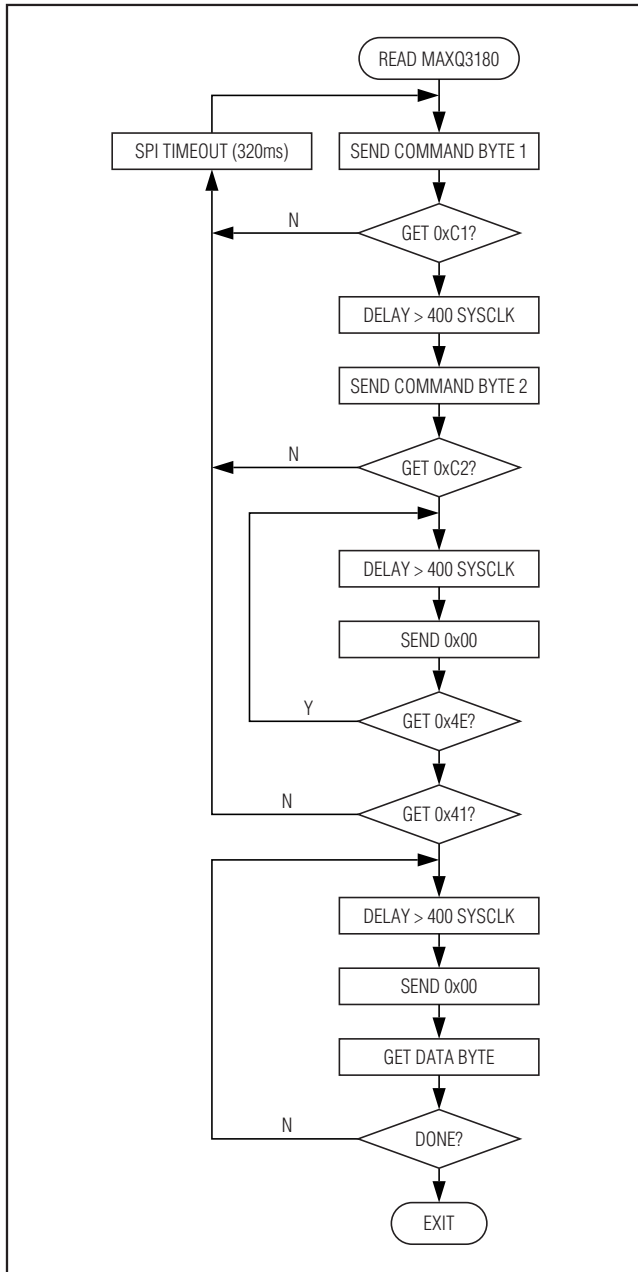 READ MAXQ3180
SPI TIMEOUT (320ms)
SEND COMMAND BYTE 1
N
GET 0xC1?
DELAY > 400 SYSCLK
SEND COMMAND BYTE 2
N
GET 0xC2?
DELAY > 400 SYSCLK
SEND 0x00
Y
GET 0x4E?
N
GET 0x41?
DELAY > 400 SYSCLK
SEND 0x00
GET DATA BYTE
N
DONE?
EXIT